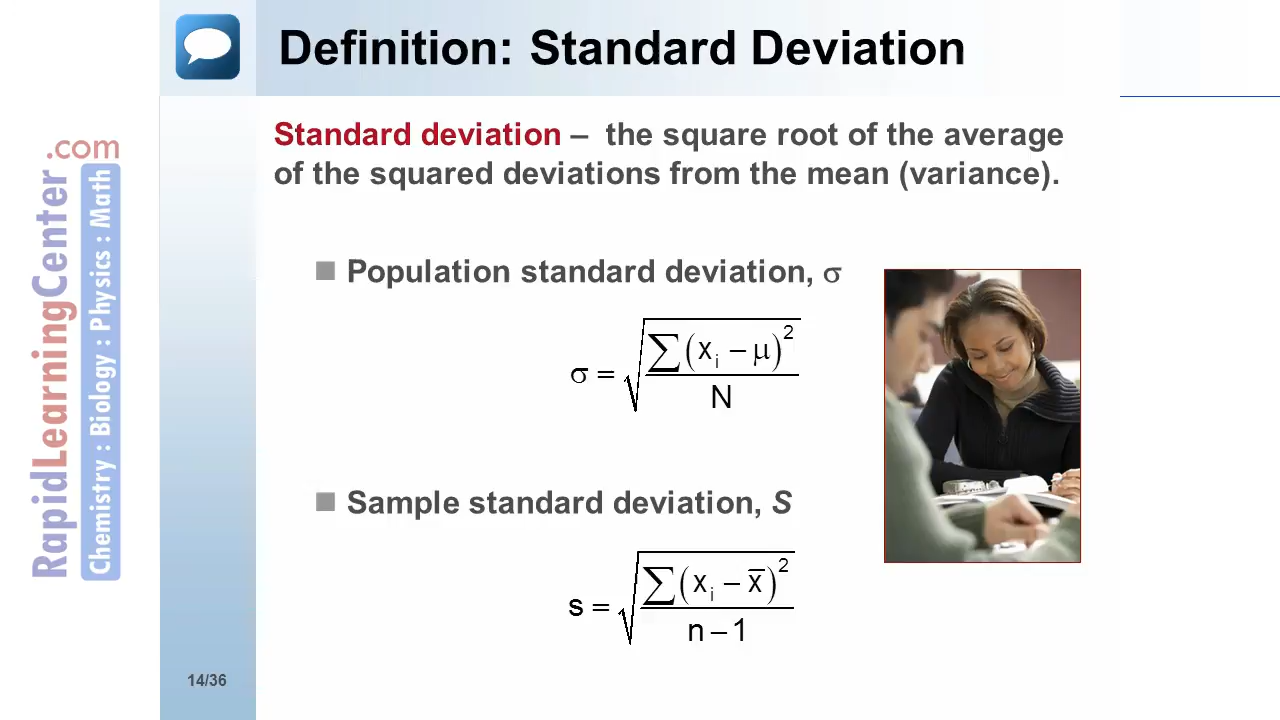 Definition: Standard Deviation
Standard deviation – the square root of the average
of the squared deviations from the mean (variance).
Population standard deviation, σ
σ = √(∑(xᵢ – μ)² / N)
Sample standard deviation, S
s = √(∑(xᵢ – x̅)² / n – 1)
14/36
RapidLearningCenter.com
Chemistry : Biology : Physics : Math